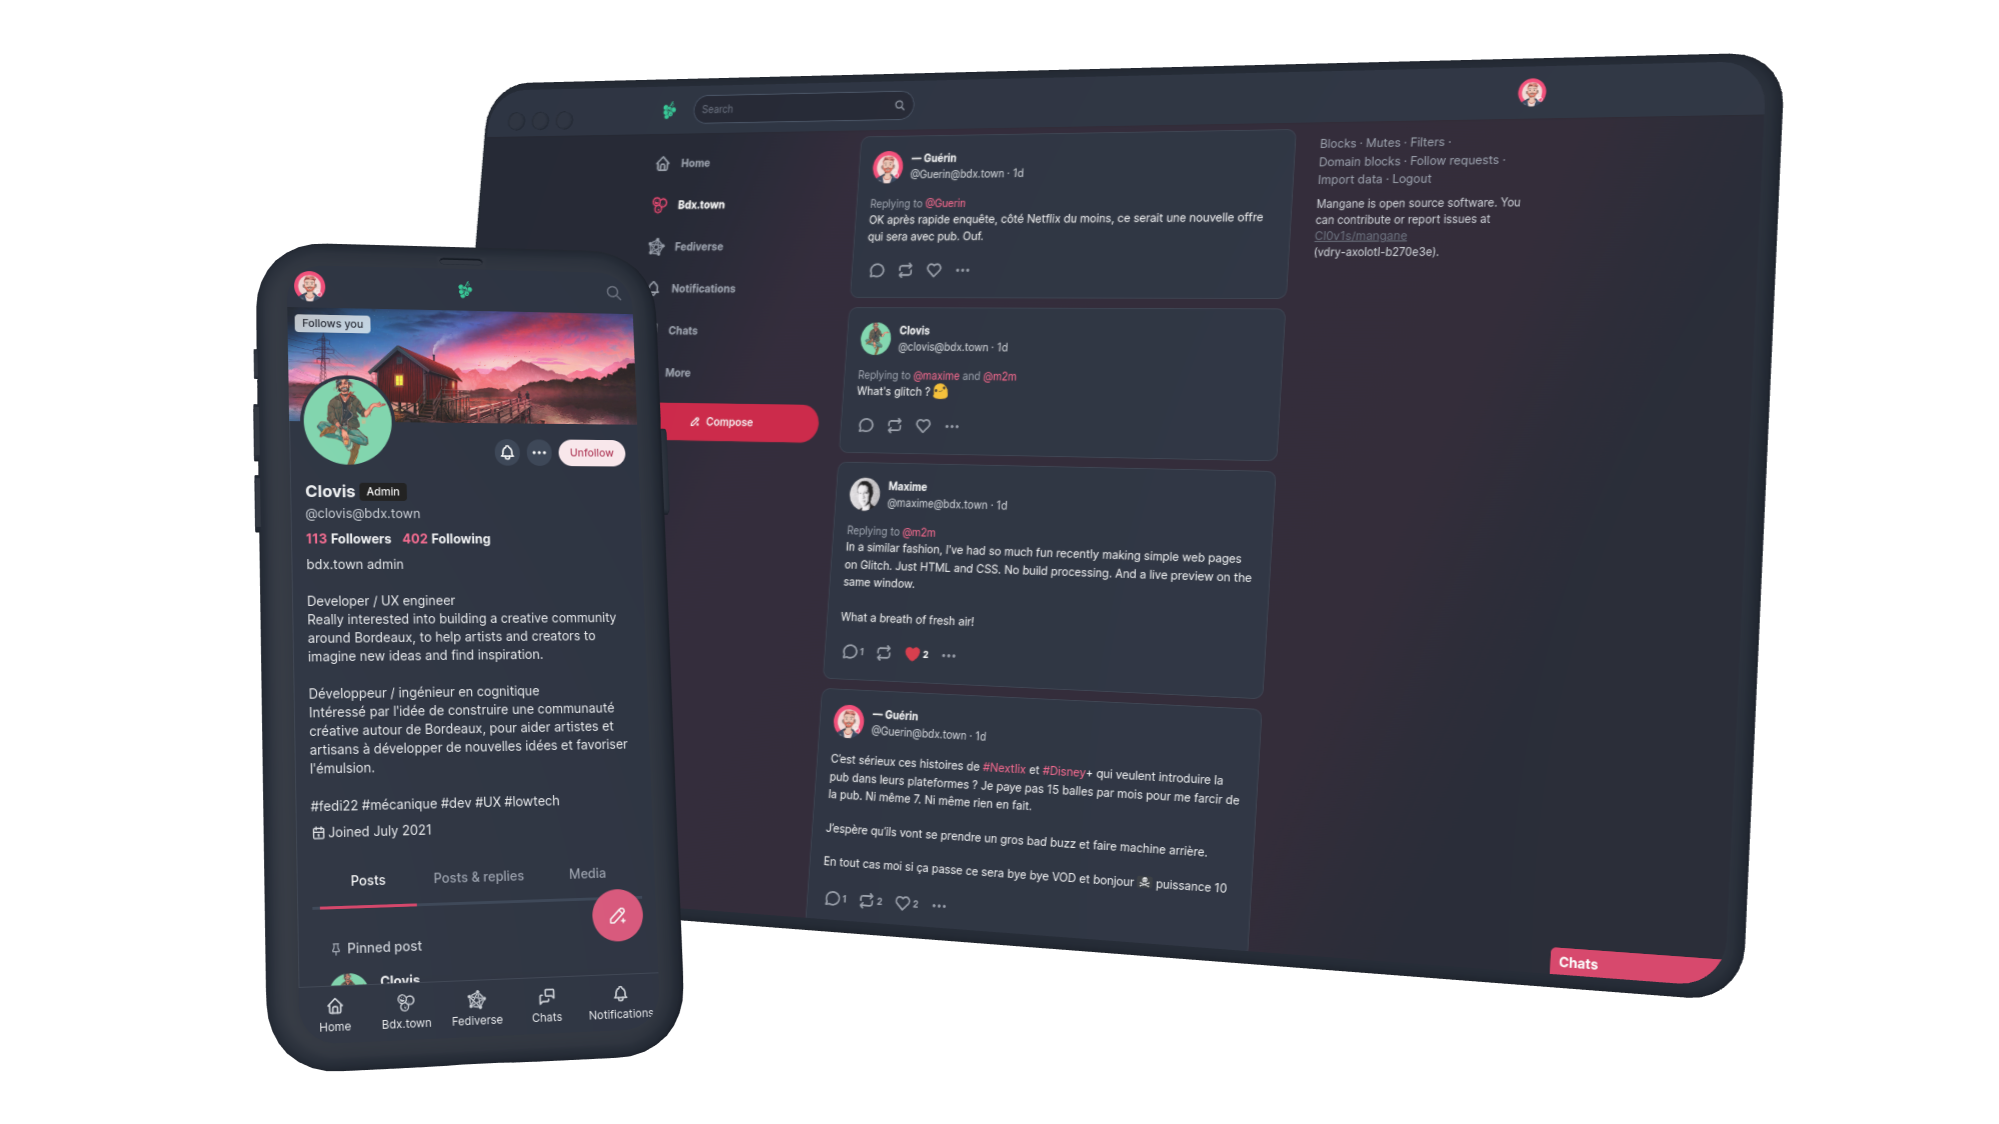 Search
Home
Bdx.town
Fediverse
Notifications
Chats
More
Compose
— Guérin
@Guerin@bdx.town · 1d
Replying to @Guerin
OK après rapide enquête, côté Netflix du moins, ce serait une nouvelle offre
qui sera avec pub. Ouf.
Clovis
@clovis@bdx.town · 1d
Replying to @maxime and @m2m
What's glitch ?
Maxime
@maxime@bdx.town · 1d
Replying to @m2m
In a similar fashion, I've had so much fun recently making simple web pages
on Glitch. Just HTML and CSS. No build processing. And a live preview on the
same window.
What a breath of fresh air!
1 2
— Guérin
@Guerin@bdx.town · 1d
C'est sérieux ces histoires de #Nextlix et #Disney+ qui veulent introduire la
pub dans leurs plateformes ? Je paye pas 15 balles par mois pour me farcir de
la pub. Ni même 7. Ni même rien en fait.
J'espère qu'ils vont se prendre un gros bad buzz et faire machine arrière.
En tout cas moi si ça passe ce sera bye bye VOD et bonjour ☠ puissance 10
1 2 2
Blocks · Mutes · Filters ·
Domain blocks · Follow requests ·
Import data · Logout
Mangane is open source software. You
can contribute or report issues at
Cl0v1s/mangane
(vdry-axolotl-b270e3e).
Chats
Follows you
Unfollow
Clovis Admin
@clovis@bdx.town
113 Followers 402 Following
bdx.town admin
Developer / UX engineer
Really interested into building a creative community
around Bordeaux, to help artists and creators to
imagine new ideas and find inspiration.
Développeur / ingénieur en cognitique
Intéressé par l'idée de construire une communauté
créative autour de Bordeaux, pour aider artistes et
artisans à développer de nouvelles idées et favoriser
l'émulsion.
#fedi22 #mécanique #dev #UX #lowtech
Joined July 2021
Posts Posts & replies Media
Pinned post
Clovis
Home Bdx.town Fediverse Chats Notifications